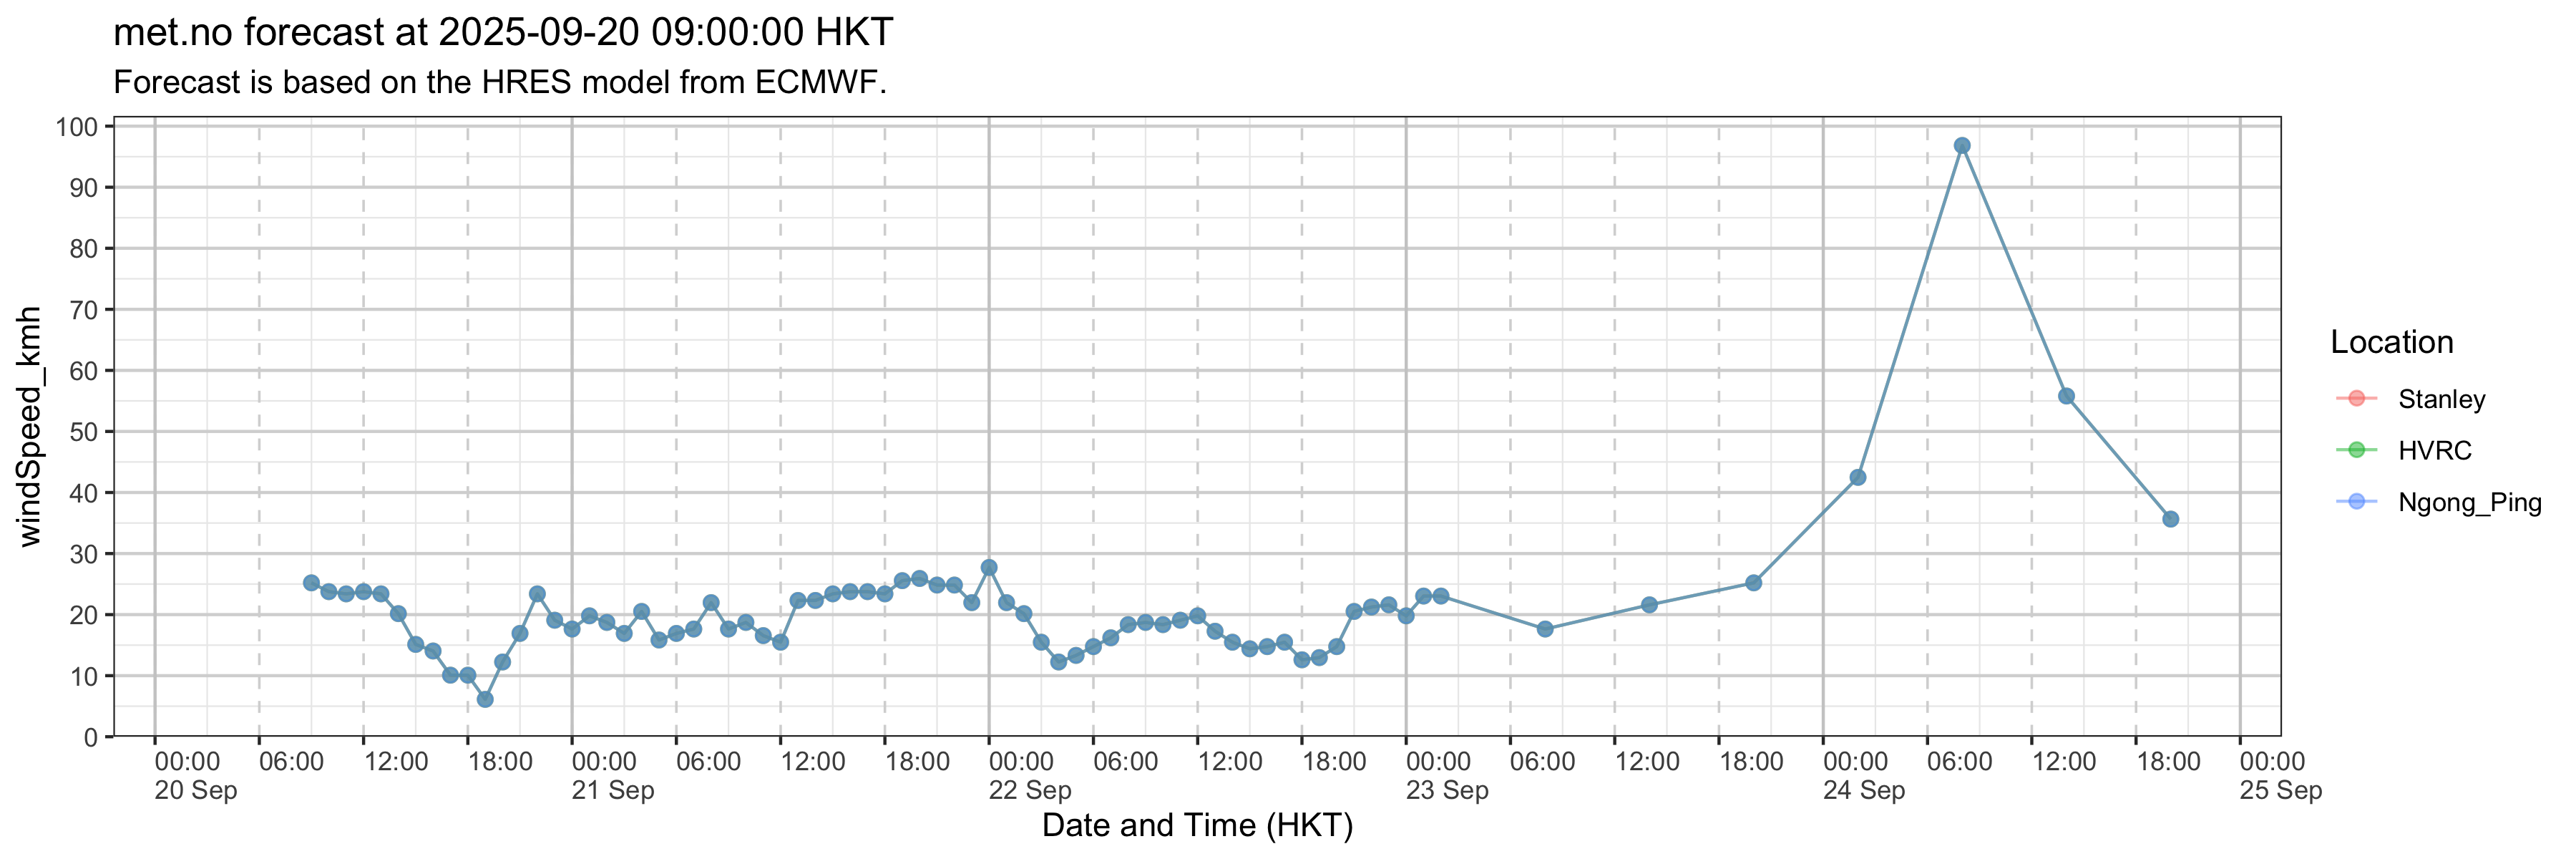 met.no forecast at 2025-09-20 09:00:00 HKT
Forecast is based on the HRES model from ECMWF.
100
90
80
70
60
50
40
30
20
10
0
windSpeed_kmh
00:00 06:00 12:00 18:00 00:00 06:00 12:00 18:00 00:00 06:00 12:00 18:00 00:00 06:00 12:00 18:00 00:00 06:00 12:00 18:00 00:00
20 Sep 21 Sep 22 Sep 23 Sep 24 Sep 25 Sep
Date and Time (HKT)
Location
Stanley
HVRC
Ngong_Ping